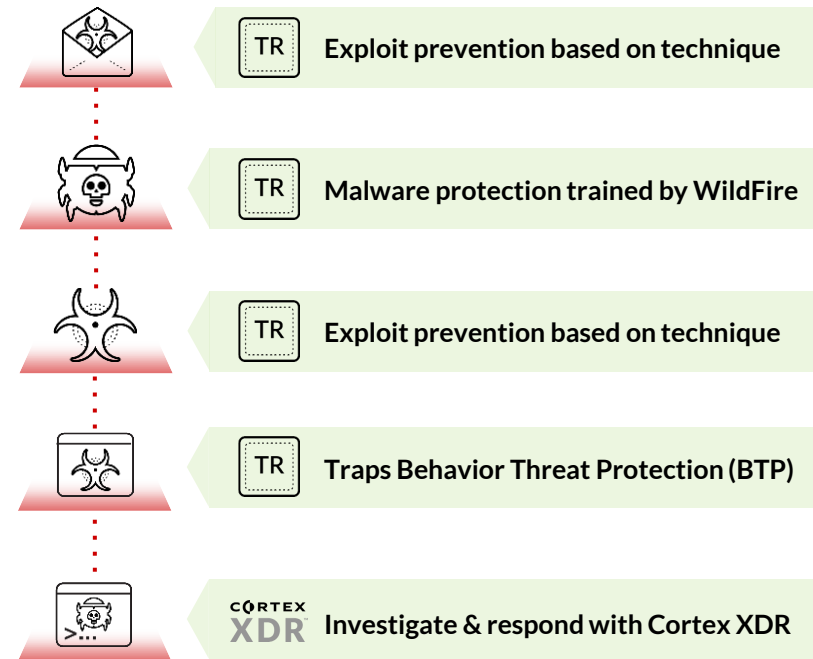 TR Exploit prevention based on technique
TR Malware protection trained by WildFire
TR Exploit prevention based on technique
TR Traps Behavior Threat Protection (BTP)
CORTEX
XDR™ Investigate & respond with Cortex XDR
>...